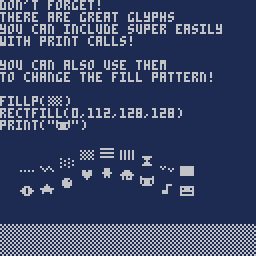 DON'T FORGET!
THERE ARE GREAT GLYPHS
YOU CAN INCLUDE SUPER EASILY
WITH PRINT CALLS!
YOU CAN ALSO USE THEM
TO CHANGE THE FILL PATTERN!
FILLP(▒)
RECTFILL(0,112,128,128)
PRINT("🐱")